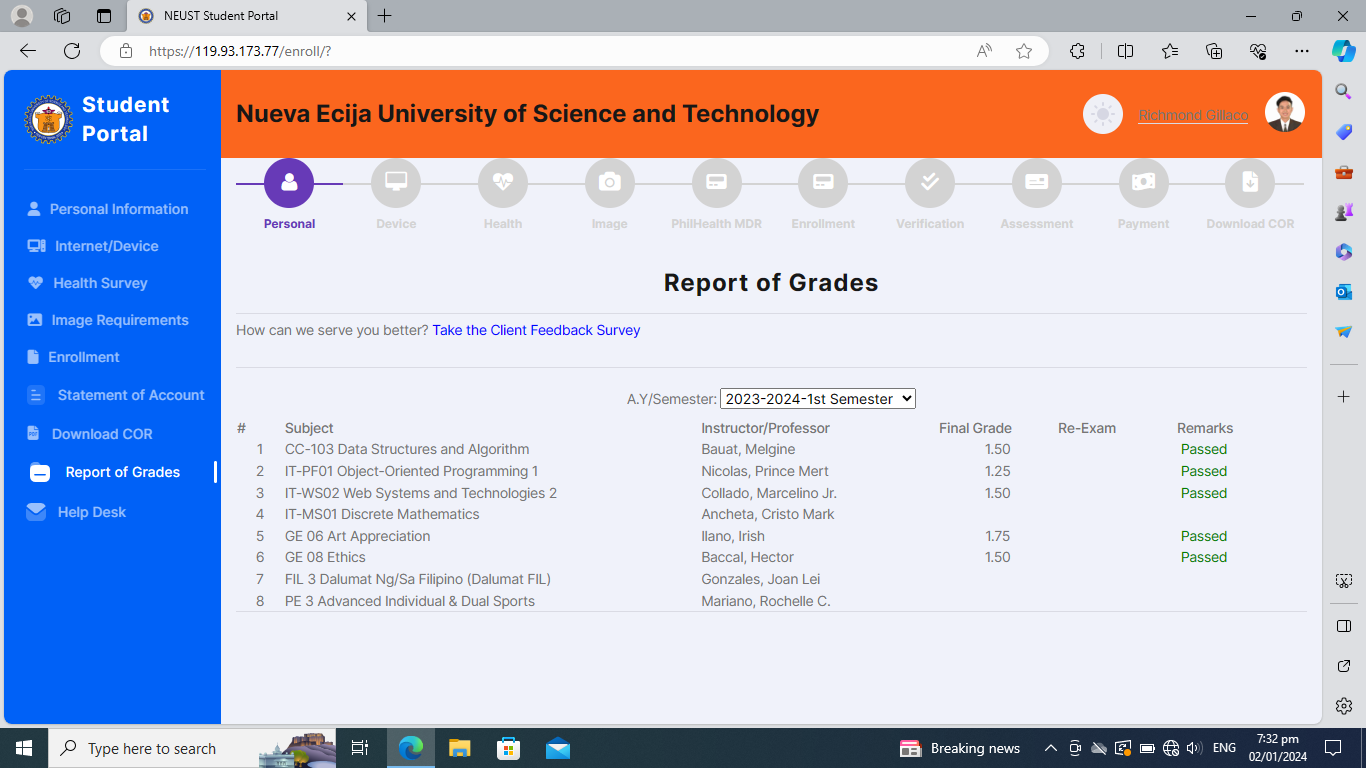 NEUST Student Portal
https://119.93.173.77/enroll/?
Student
Portal
Nueva Ecija University of Science and Technology
Richmond Gillaco
Personal Information
Internet/Device
Health Survey
Image Requirements
Enrollment
Statement of Account
Download COR
Report of Grades
Help Desk
Personal Device Health Image PhilHealth MDR Enrollment Verification Assessment Payment Download COR
Report of Grades
How can we serve you better? Take the Client Feedback Survey
A.Y/Semester: 2023-2024-1st Semester
# Subject Instructor/Professor Final Grade Re-Exam Remarks
1 CC-103 Data Structures and Algorithm Bauat, Melgine 1.50 Passed
2 IT-PF01 Object-Oriented Programming 1 Nicolas, Prince Mert 1.25 Passed
3 IT-WS02 Web Systems and Technologies 2 Collado, Marcelino Jr. 1.50 Passed
4 IT-MS01 Discrete Mathematics Ancheta, Cristo Mark
5 GE 06 Art Appreciation Ilano, Irish 1.75 Passed
6 GE 08 Ethics Baccal, Hector 1.50 Passed
7 FIL 3 Dalumat Ng/Sa Filipino (Dalumat FIL) Gonzales, Joan Lei
8 PE 3 Advanced Individual & Dual Sports Mariano, Rochelle C.
Type here to search
Breaking news
ENG
7:32 pm
02/01/2024